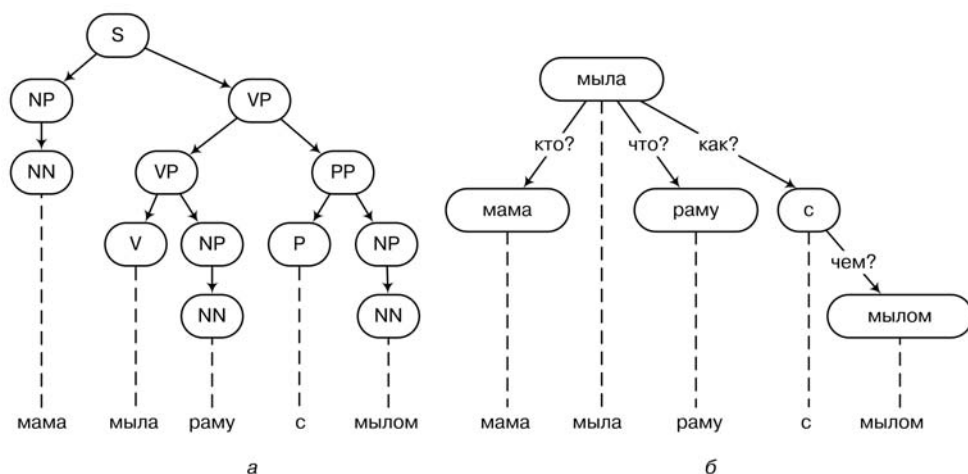 S
NP
VP
мыла
кто?
что?
как?
NN
VP
PP
мама
раму
с
V
NP
P
NP
чем?
NN
NN
мылом
мама мыла раму с мылом
мама мыла раму с мылом
а
б